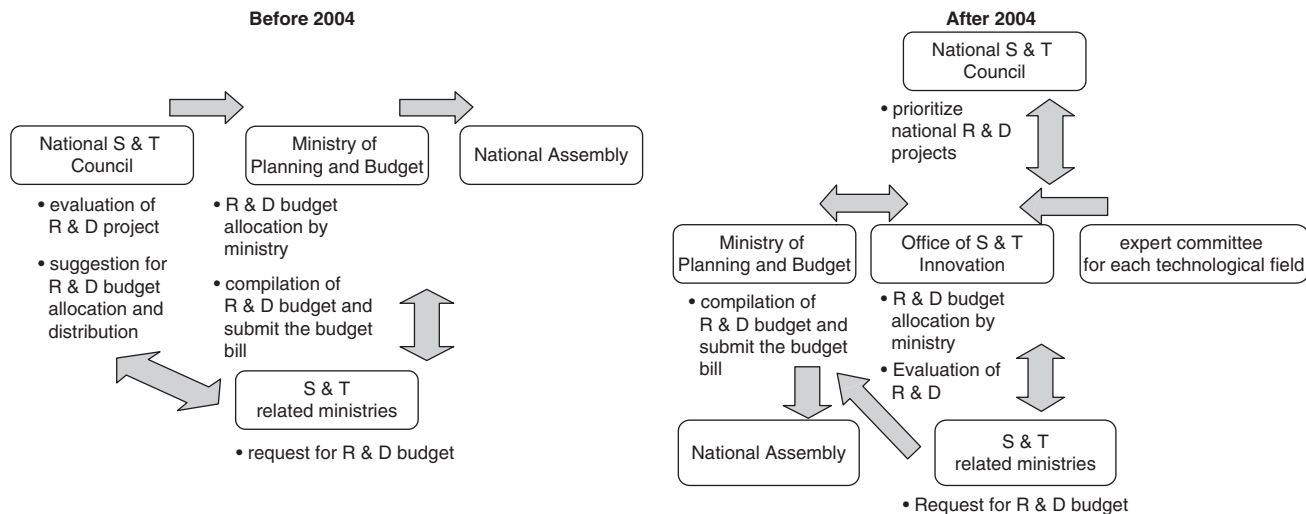 Before 2004
National S & T
Council
Ministry of
Planning and Budget
National Assembly
• evaluation of
R & D project
• suggestion for
R & D budget
allocation and
distribution
• R & D budget
allocation by
ministry
• compilation of
R & D budget and
submit the budget
bill
S & T
related ministries
• request for R & D budget
After 2004
National S & T
Council
• prioritize
national R & D
projects
Ministry of
Planning and Budget
Office of S & T
Innovation
expert committee
for each technological field
• compilation of
R & D budget and
submit the budget
bill
• R & D budget
allocation by
ministry
• Evaluation of
R & D
National Assembly
S & T
related ministries
• Request for R & D budget